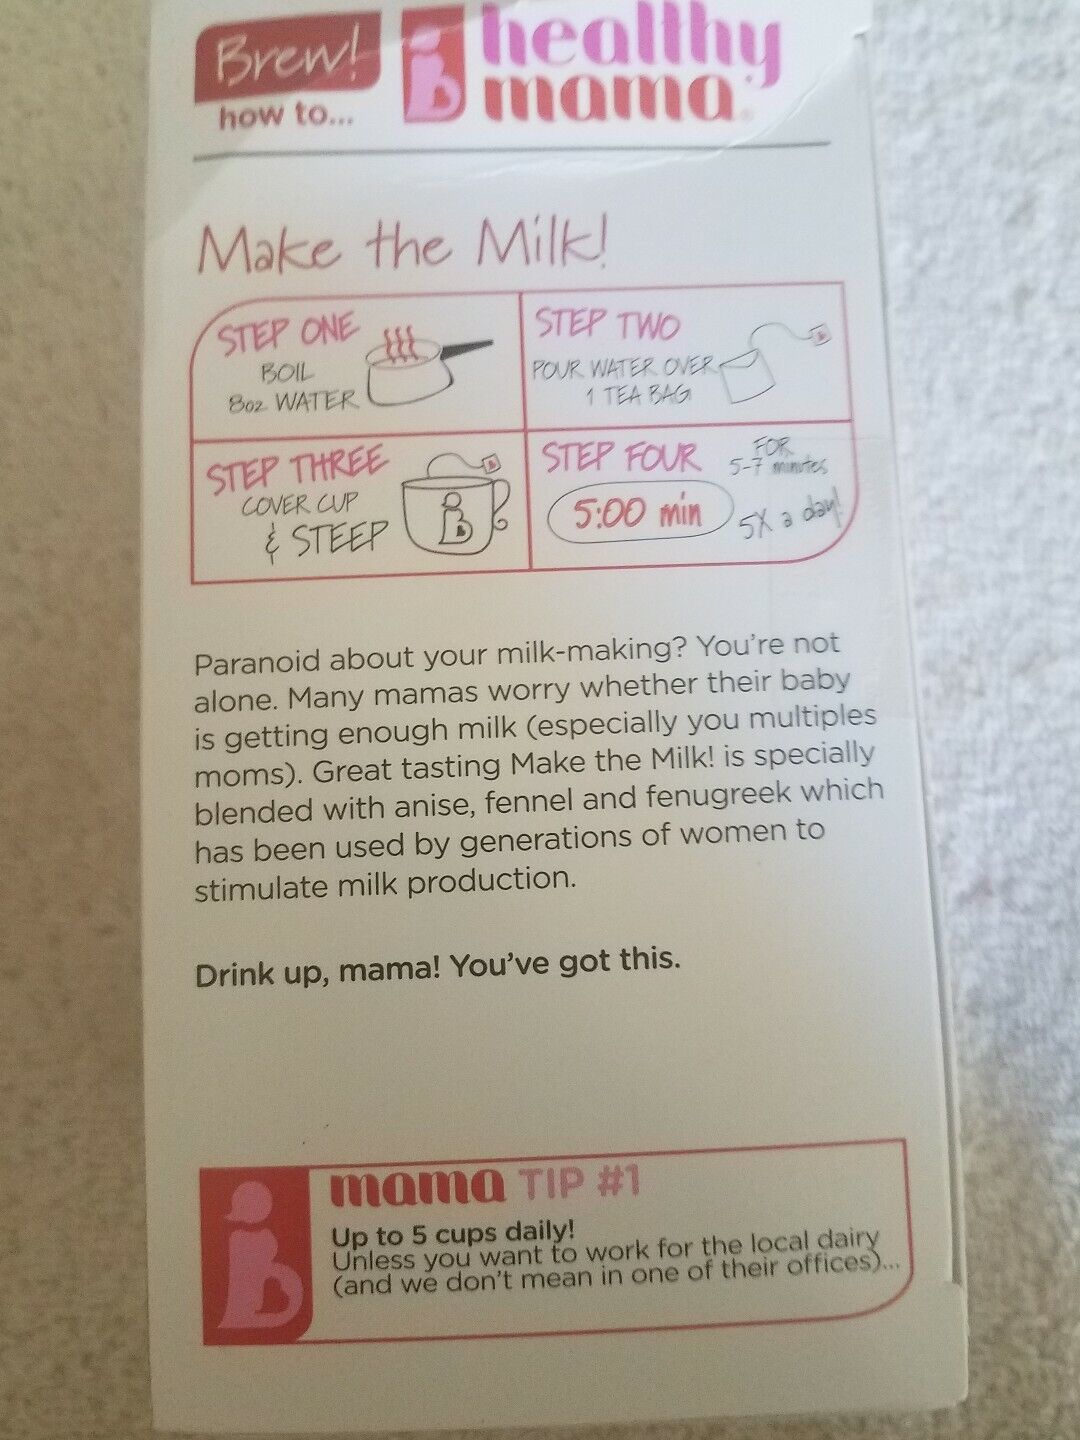 Brew!
how to...
healthy
mama®
Make the Milk!
STEP ONE
BOIL
8oz WATER
STEP TWO
POUR WATER OVER
1 TEA BAG
STEP THREE
COVER CUP
& STEEP
STEP FOUR
5:00 min
FOR
5-7 minutes
5X a day!
Paranoid about your milk-making? You're not
alone. Many mamas worry whether their baby
is getting enough milk (especially you multiples
moms). Great tasting Make the Milk! is specially
blended with anise, fennel and fenugreek which
has been used by generations of women to
stimulate milk production.
Drink up, mama! You've got this.
mama TIP #1
Up to 5 cups daily!
Unless you want to work for the local dairy
(and we don't mean in one of their offices)...